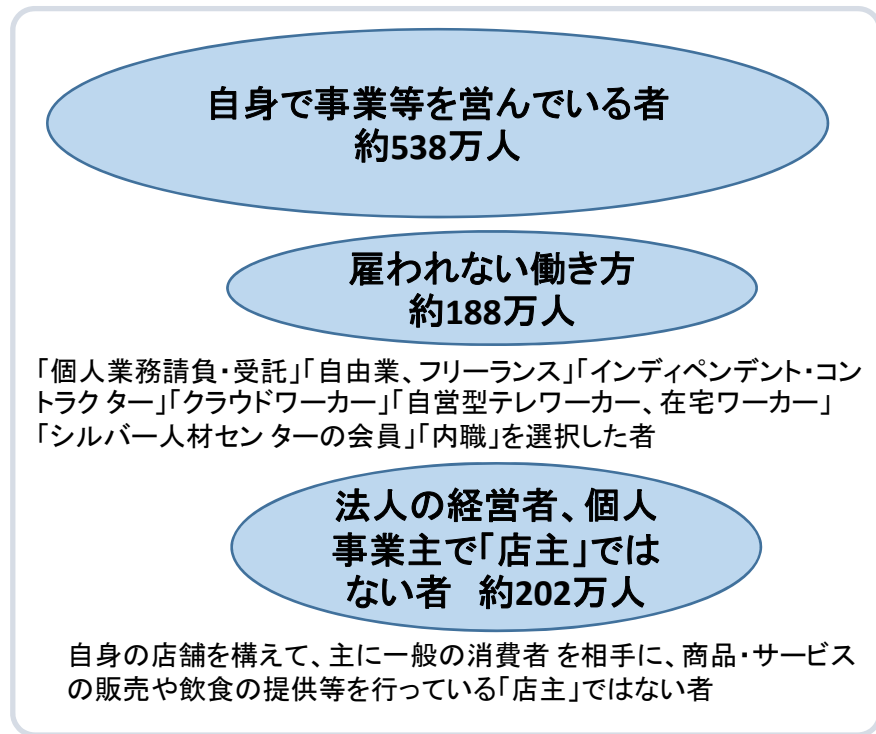 自身で事業等を営んでいる者
約538万人
雇われない働き方
約188万人
「個人業務請負・受託」「自由業、フリーランス」「インディペンデント・コン
トラク ター」「クラウドワーカー」「自営型テレワーカー、在宅ワーカー」
「シルバー人材セン ターの会員」「内職」を選択した者
法人の経営者、個人
事業主で「店主」では
ない者　約202万人
自身の店舗を構えて、主に一般の消費者 を相手に、商品・サービス
の販売や飲食の提供等を行っている「店主」ではない者